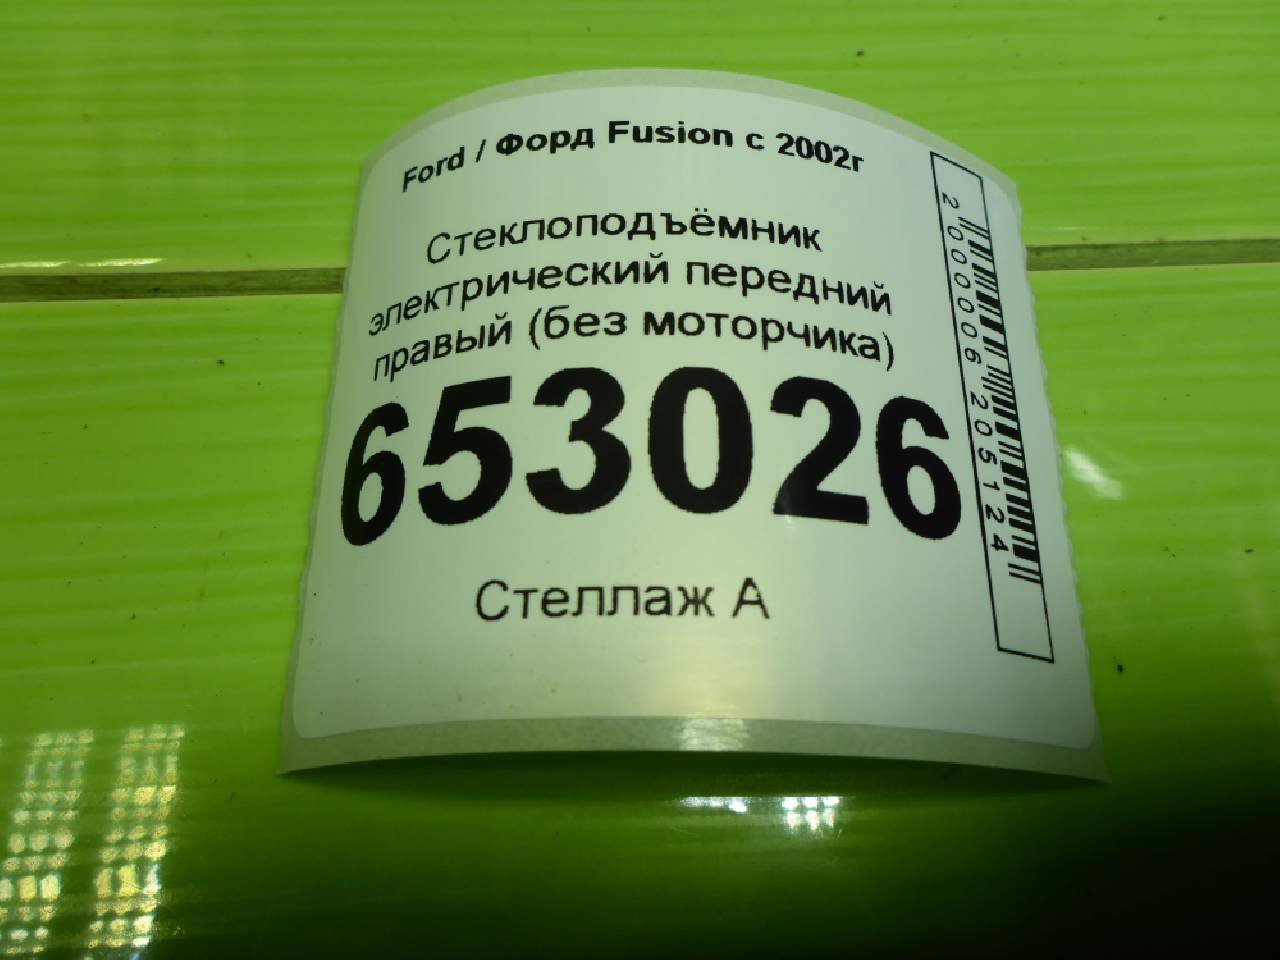 Ford / Форд Fusion с 2002г
Стеклоподъёмник
электрический передний
правый (без моторчика)
653026
Стеллаж А
2000006205124